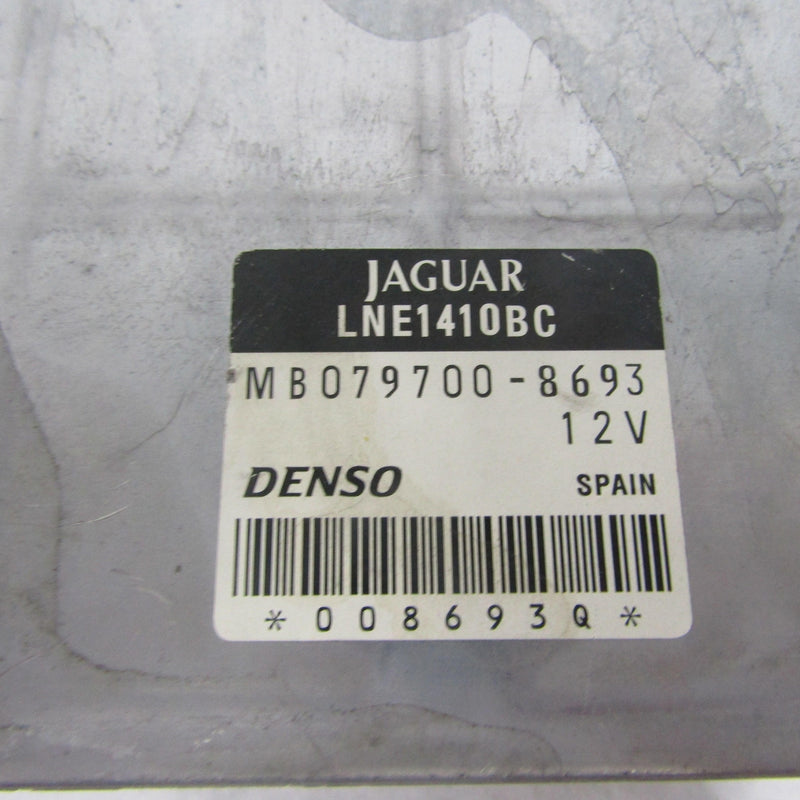 JAGUAR
LNE1410BC
MB079700-8693
12V
DENSO SPAIN
*008693Q*